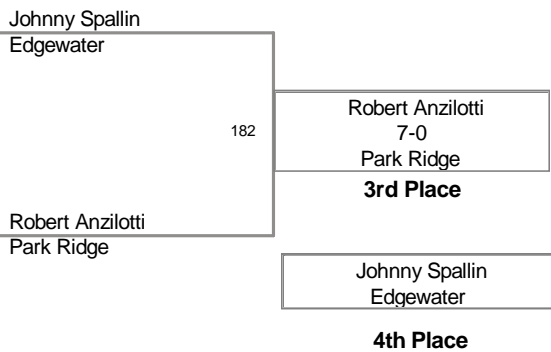 Johnny Spallin
Edgewater
182
Robert Anzilotti
7-0
Park Ridge
3rd Place
Robert Anzilotti
Park Ridge
Johnny Spallin
Edgewater
4th Place